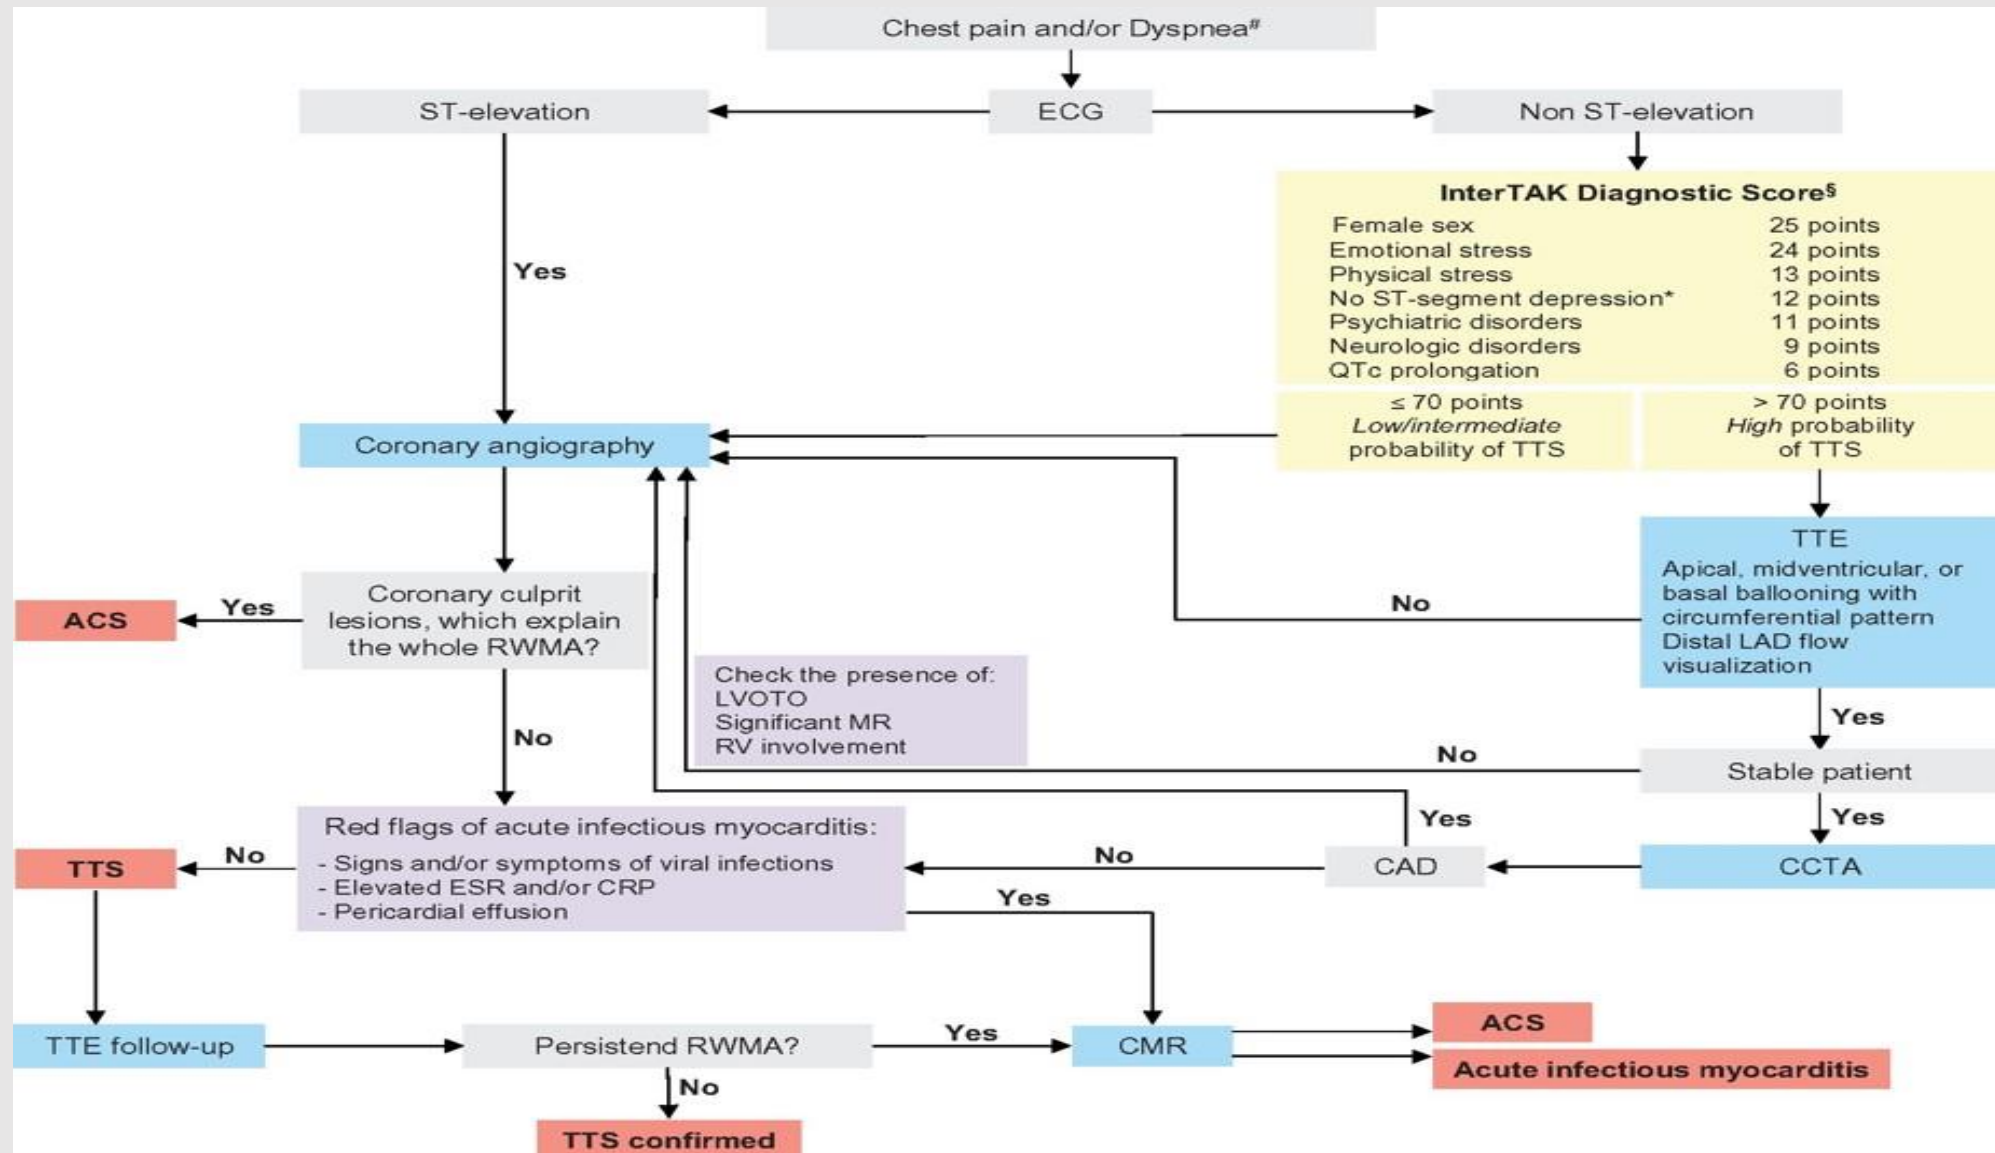 Chest pain and/or Dyspnea#
ST-elevation
ECG
Non ST-elevation
InterTAK Diagnostic Score§
Female sex 25 points
Emotional stress 24 points
Physical stress 13 points
No ST-segment depression* 12 points
Psychiatric disorders 11 points
Neurologic disorders 9 points
QTc prolongation 6 points
≤ 70 points
Low/intermediate
probability of TTS
> 70 points
High probability
of TTS
Yes
Coronary angiography
TTE
Apical, midventricular, or
basal ballooning with
circumferential pattern
Distal LAD flow
visualization
No
Yes
ACS
Yes
Coronary culprit
lesions, which explain
the whole RWMA?
No
Check the presence of:
LVOTO
Significant MR
RV involvement
No
Stable patient
Yes
CCTA
CAD
Yes
No
Red flags of acute infectious myocarditis:
- Signs and/or symptoms of viral infections
- Elevated ESR and/or CRP
- Pericardial effusion
No
TTS
Yes
TTE follow-up
Persistend RWMA?
Yes
CMR
ACS
Acute infectious myocarditis
No
TTS confirmed